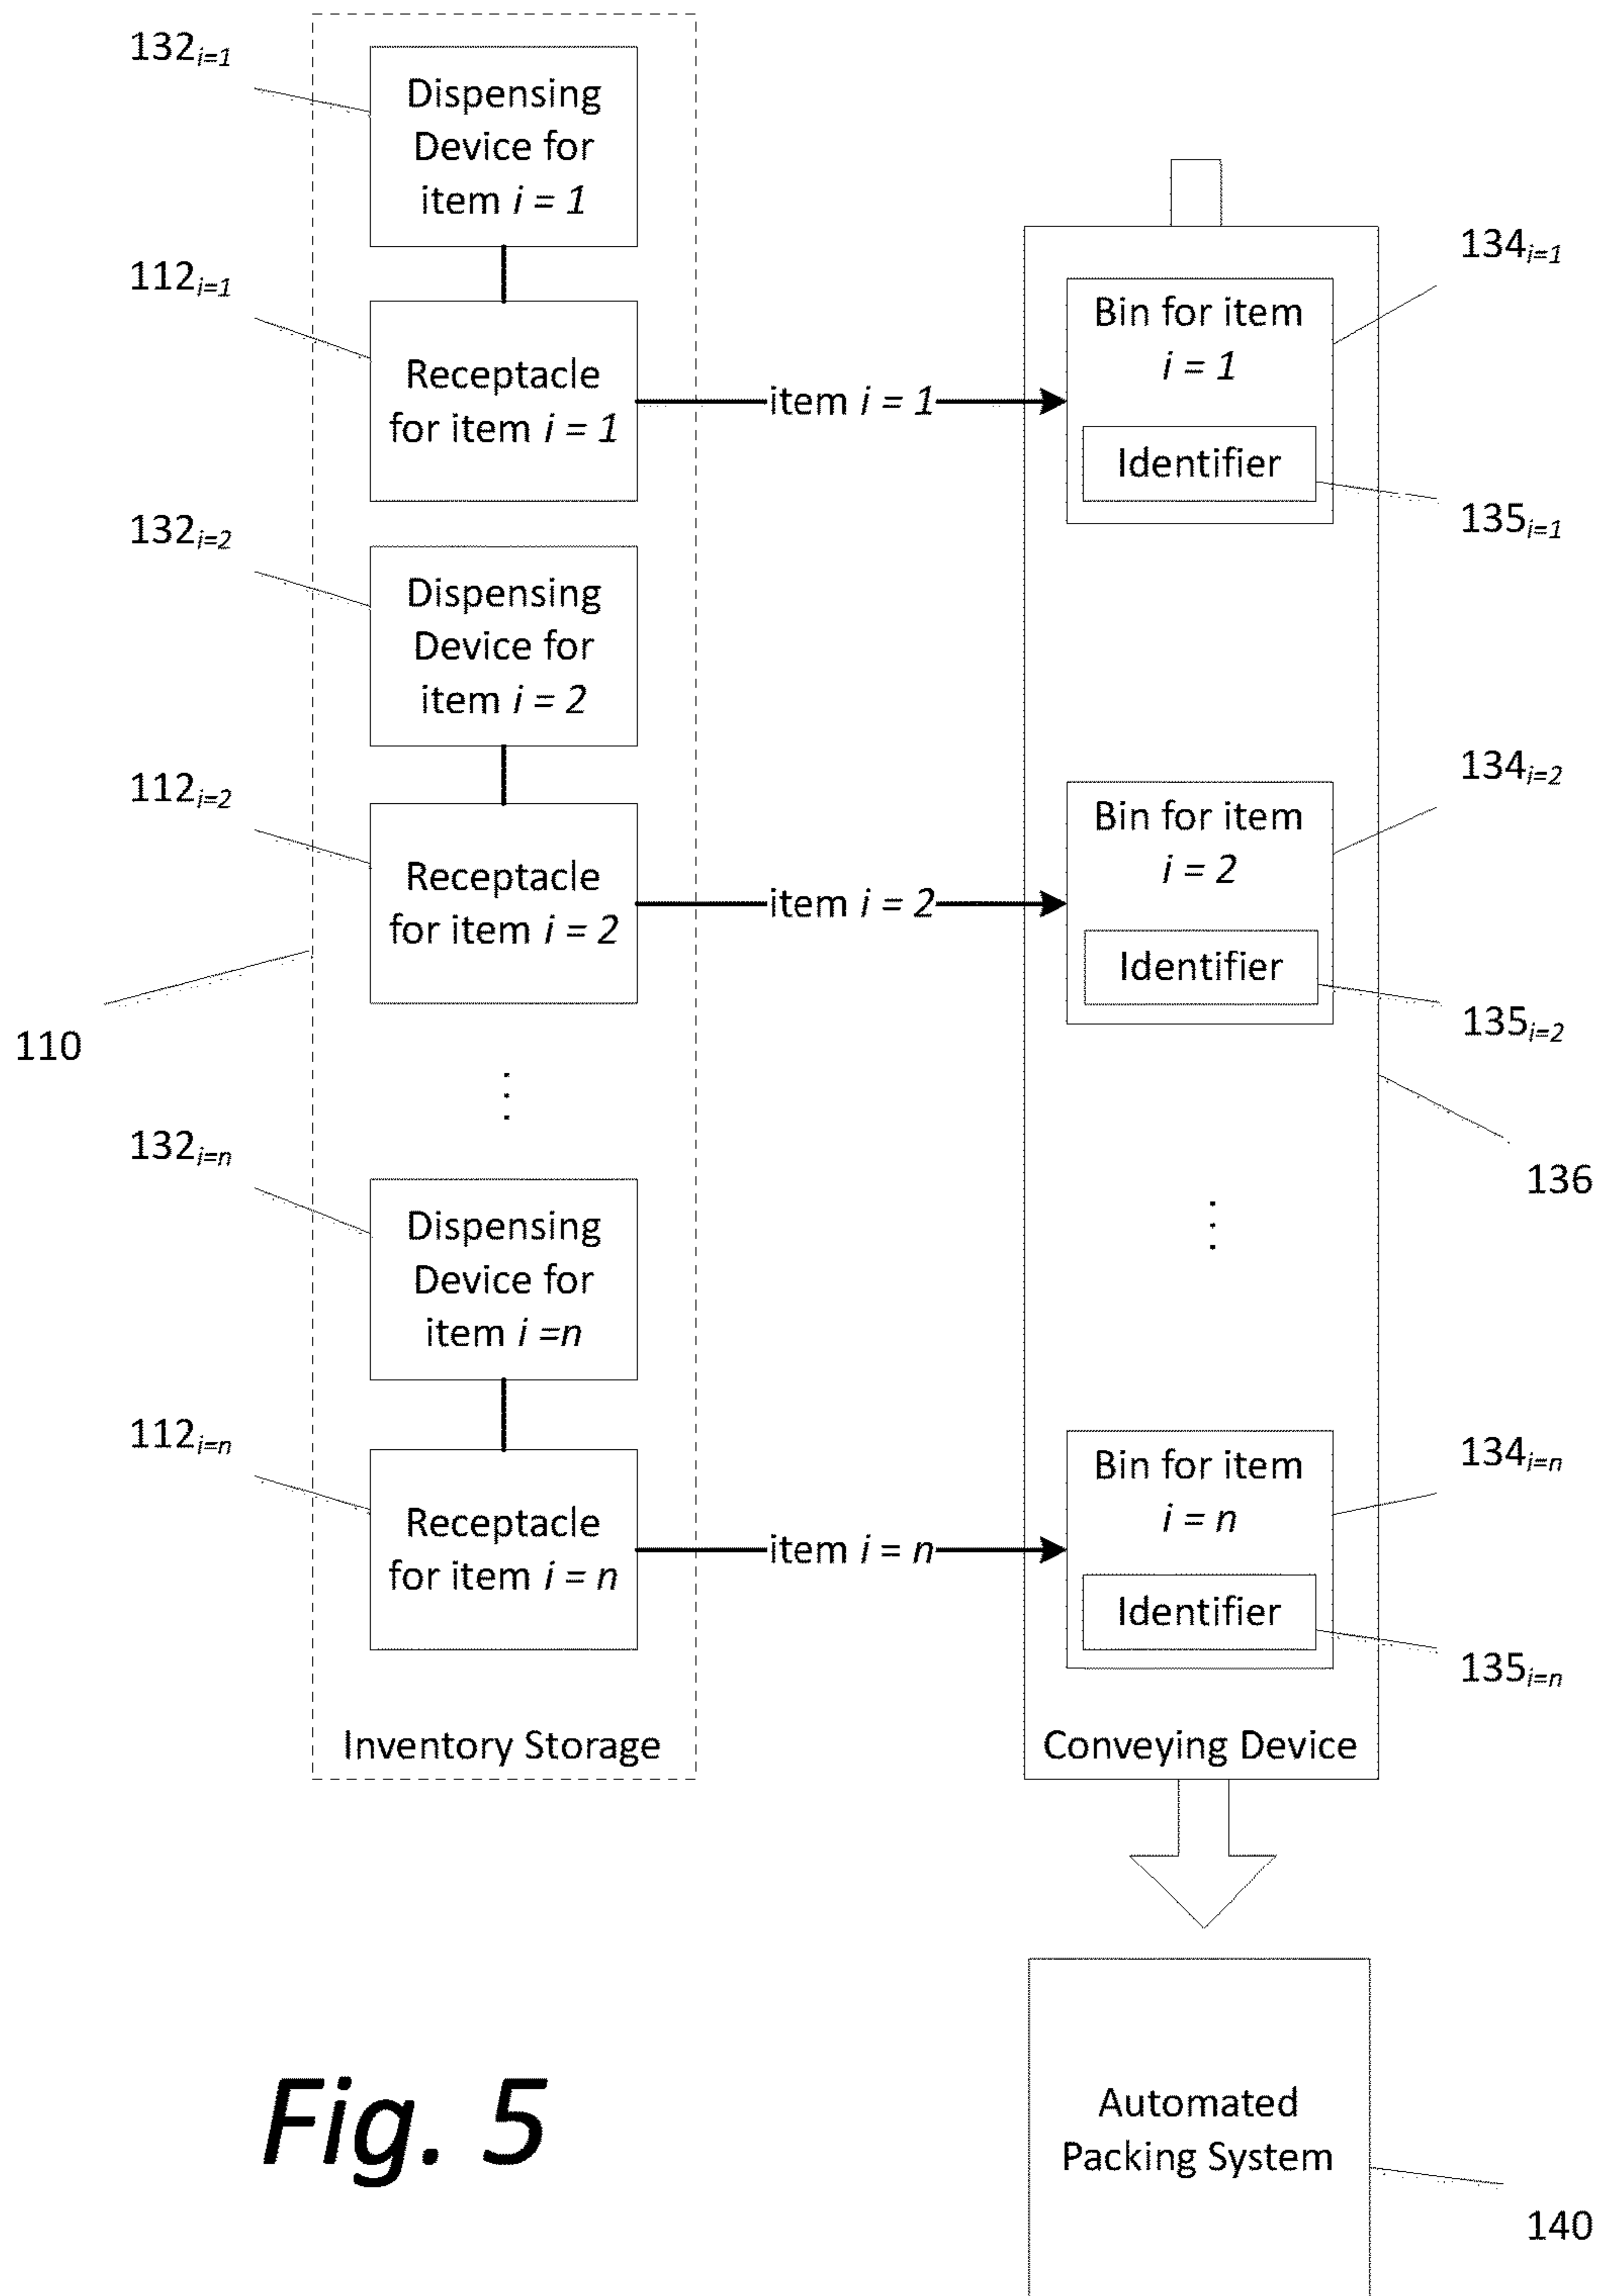 132i=1
Dispensing
Device for
item i = 1
112i=1
Receptacle
for item i = 1
item i = 1
134i=1
Bin for item
i = 1
Identifier
135i=1
132i=2
Dispensing
Device for
item i = 2
112i=2
Receptacle
for item i = 2
item i = 2
134i=2
Bin for item
i = 2
Identifier
135i=2
110
⋮
136
⋮
132i=n
Dispensing
Device for
item i =n
112i=n
Receptacle
for item i = n
item i = n
134i=n
Bin for item
i = n
Identifier
135i=n
Inventory Storage
Conveying Device
Automated
Packing System
140
Fig. 5